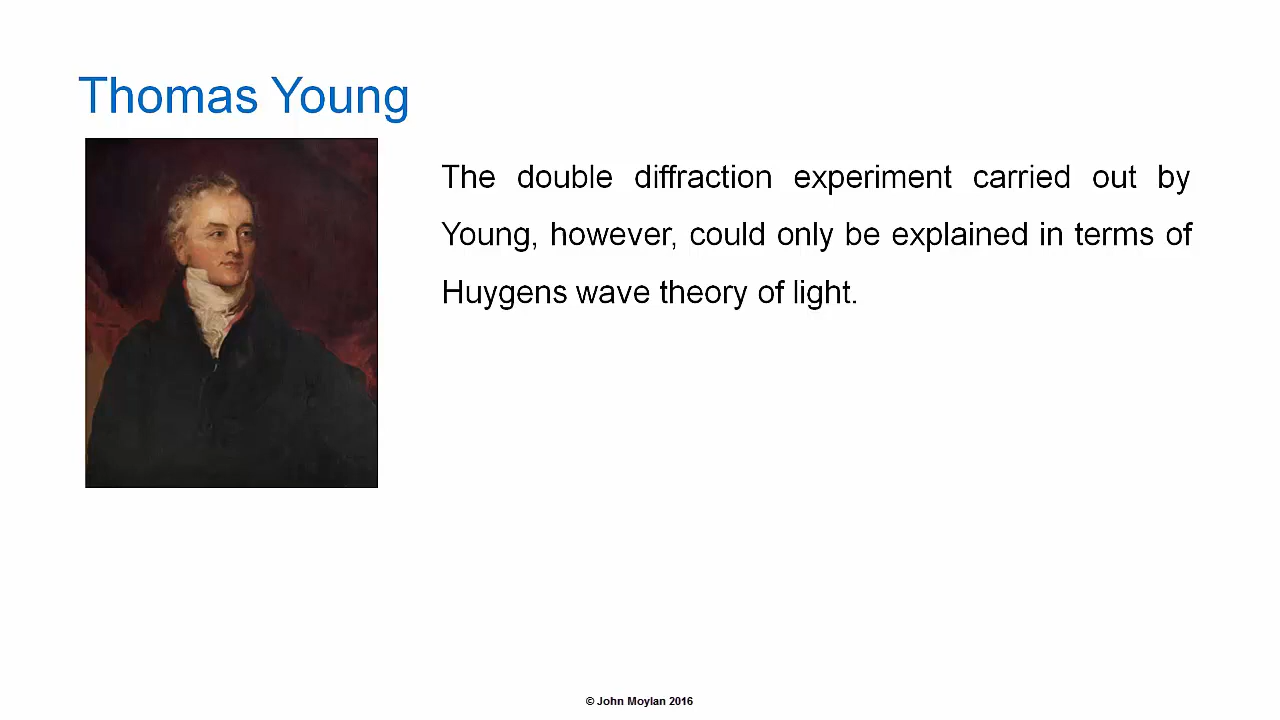 Thomas Young
The double diffraction experiment carried out by
Young, however, could only be explained in terms of
Huygens wave theory of light.
© John Moylan 2016